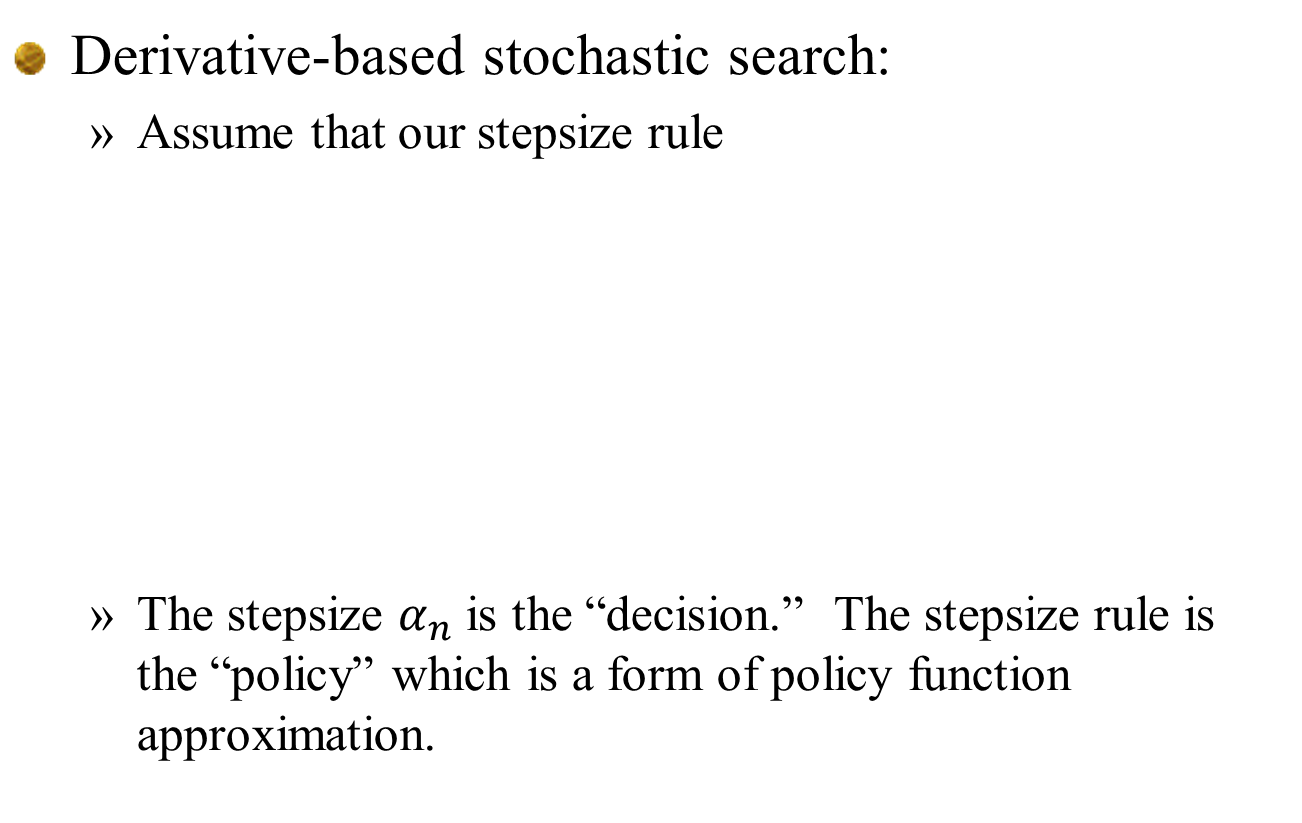 Derivative-based stochastic search:
» Assume that our stepsize rule
» The stepsize αₙ is the “decision.” The stepsize rule is
the “policy” which is a form of policy function
approximation.